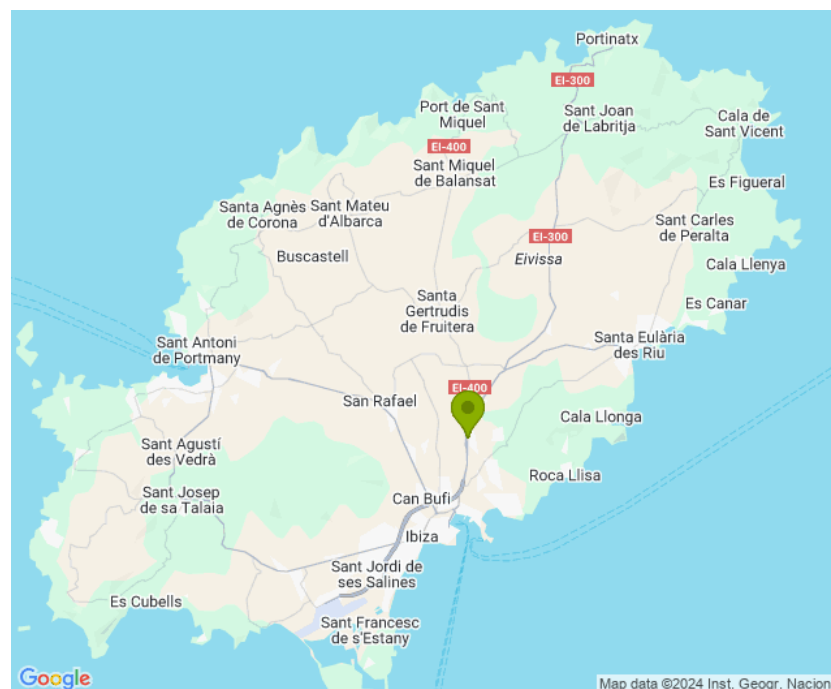 Portinatx
EI-300
Port de Sant
Miquel
Sant Joan
de Labritja
Cala de
Sant Vicent
EI-400
Sant Miquel
de Balansat
Es Figueral
Santa Agnès
de Corona
Sant Mateu
d'Albarca
Sant Carles
de Peralta
EI-300
Buscastell
Eivissa
Cala Llenya
Santa
Gertrudis
de Fruitera
Es Canar
Sant Antoni
de Portmany
Santa Eulària
des Riu
EI-400
San Rafael
Cala Llonga
Sant Agustí
des Vedrà
Roca Llisa
Sant Josep
de sa Talaia
Can Bufi
Ibiza
Sant Jordi de
ses Salines
Es Cubells
Sant Francesc
de s'Estany
Google
Map data ©2024 Inst. Geogr. Nacion